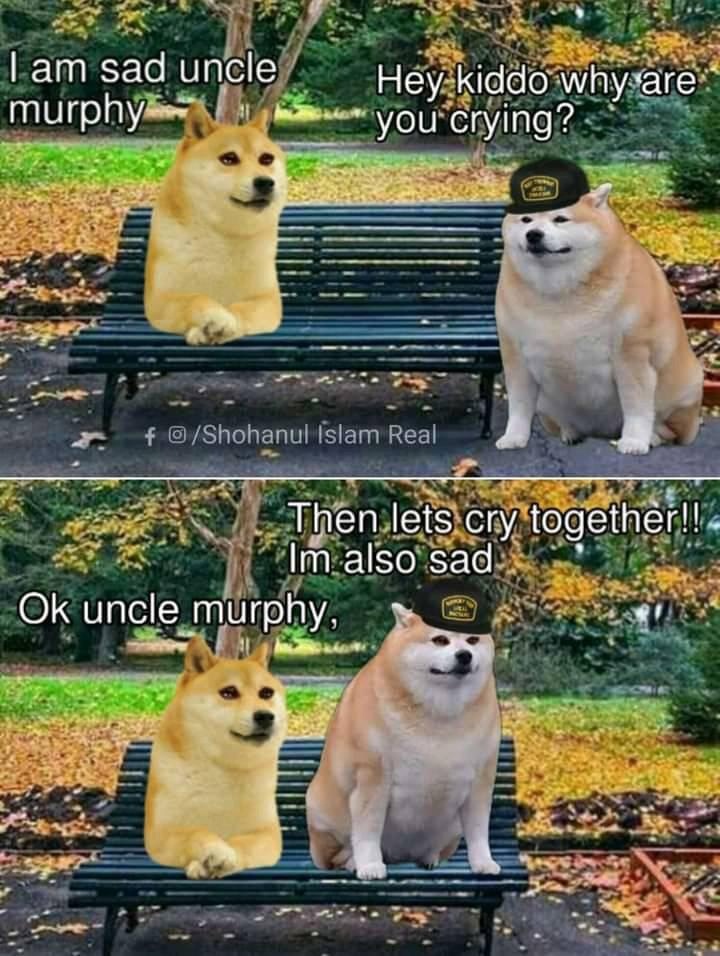 I am sad uncle
murphy
Hey kiddo why are
you crying?
f /Shohanul Islam Real
Then lets cry together!!
Im also sad
Ok uncle murphy,